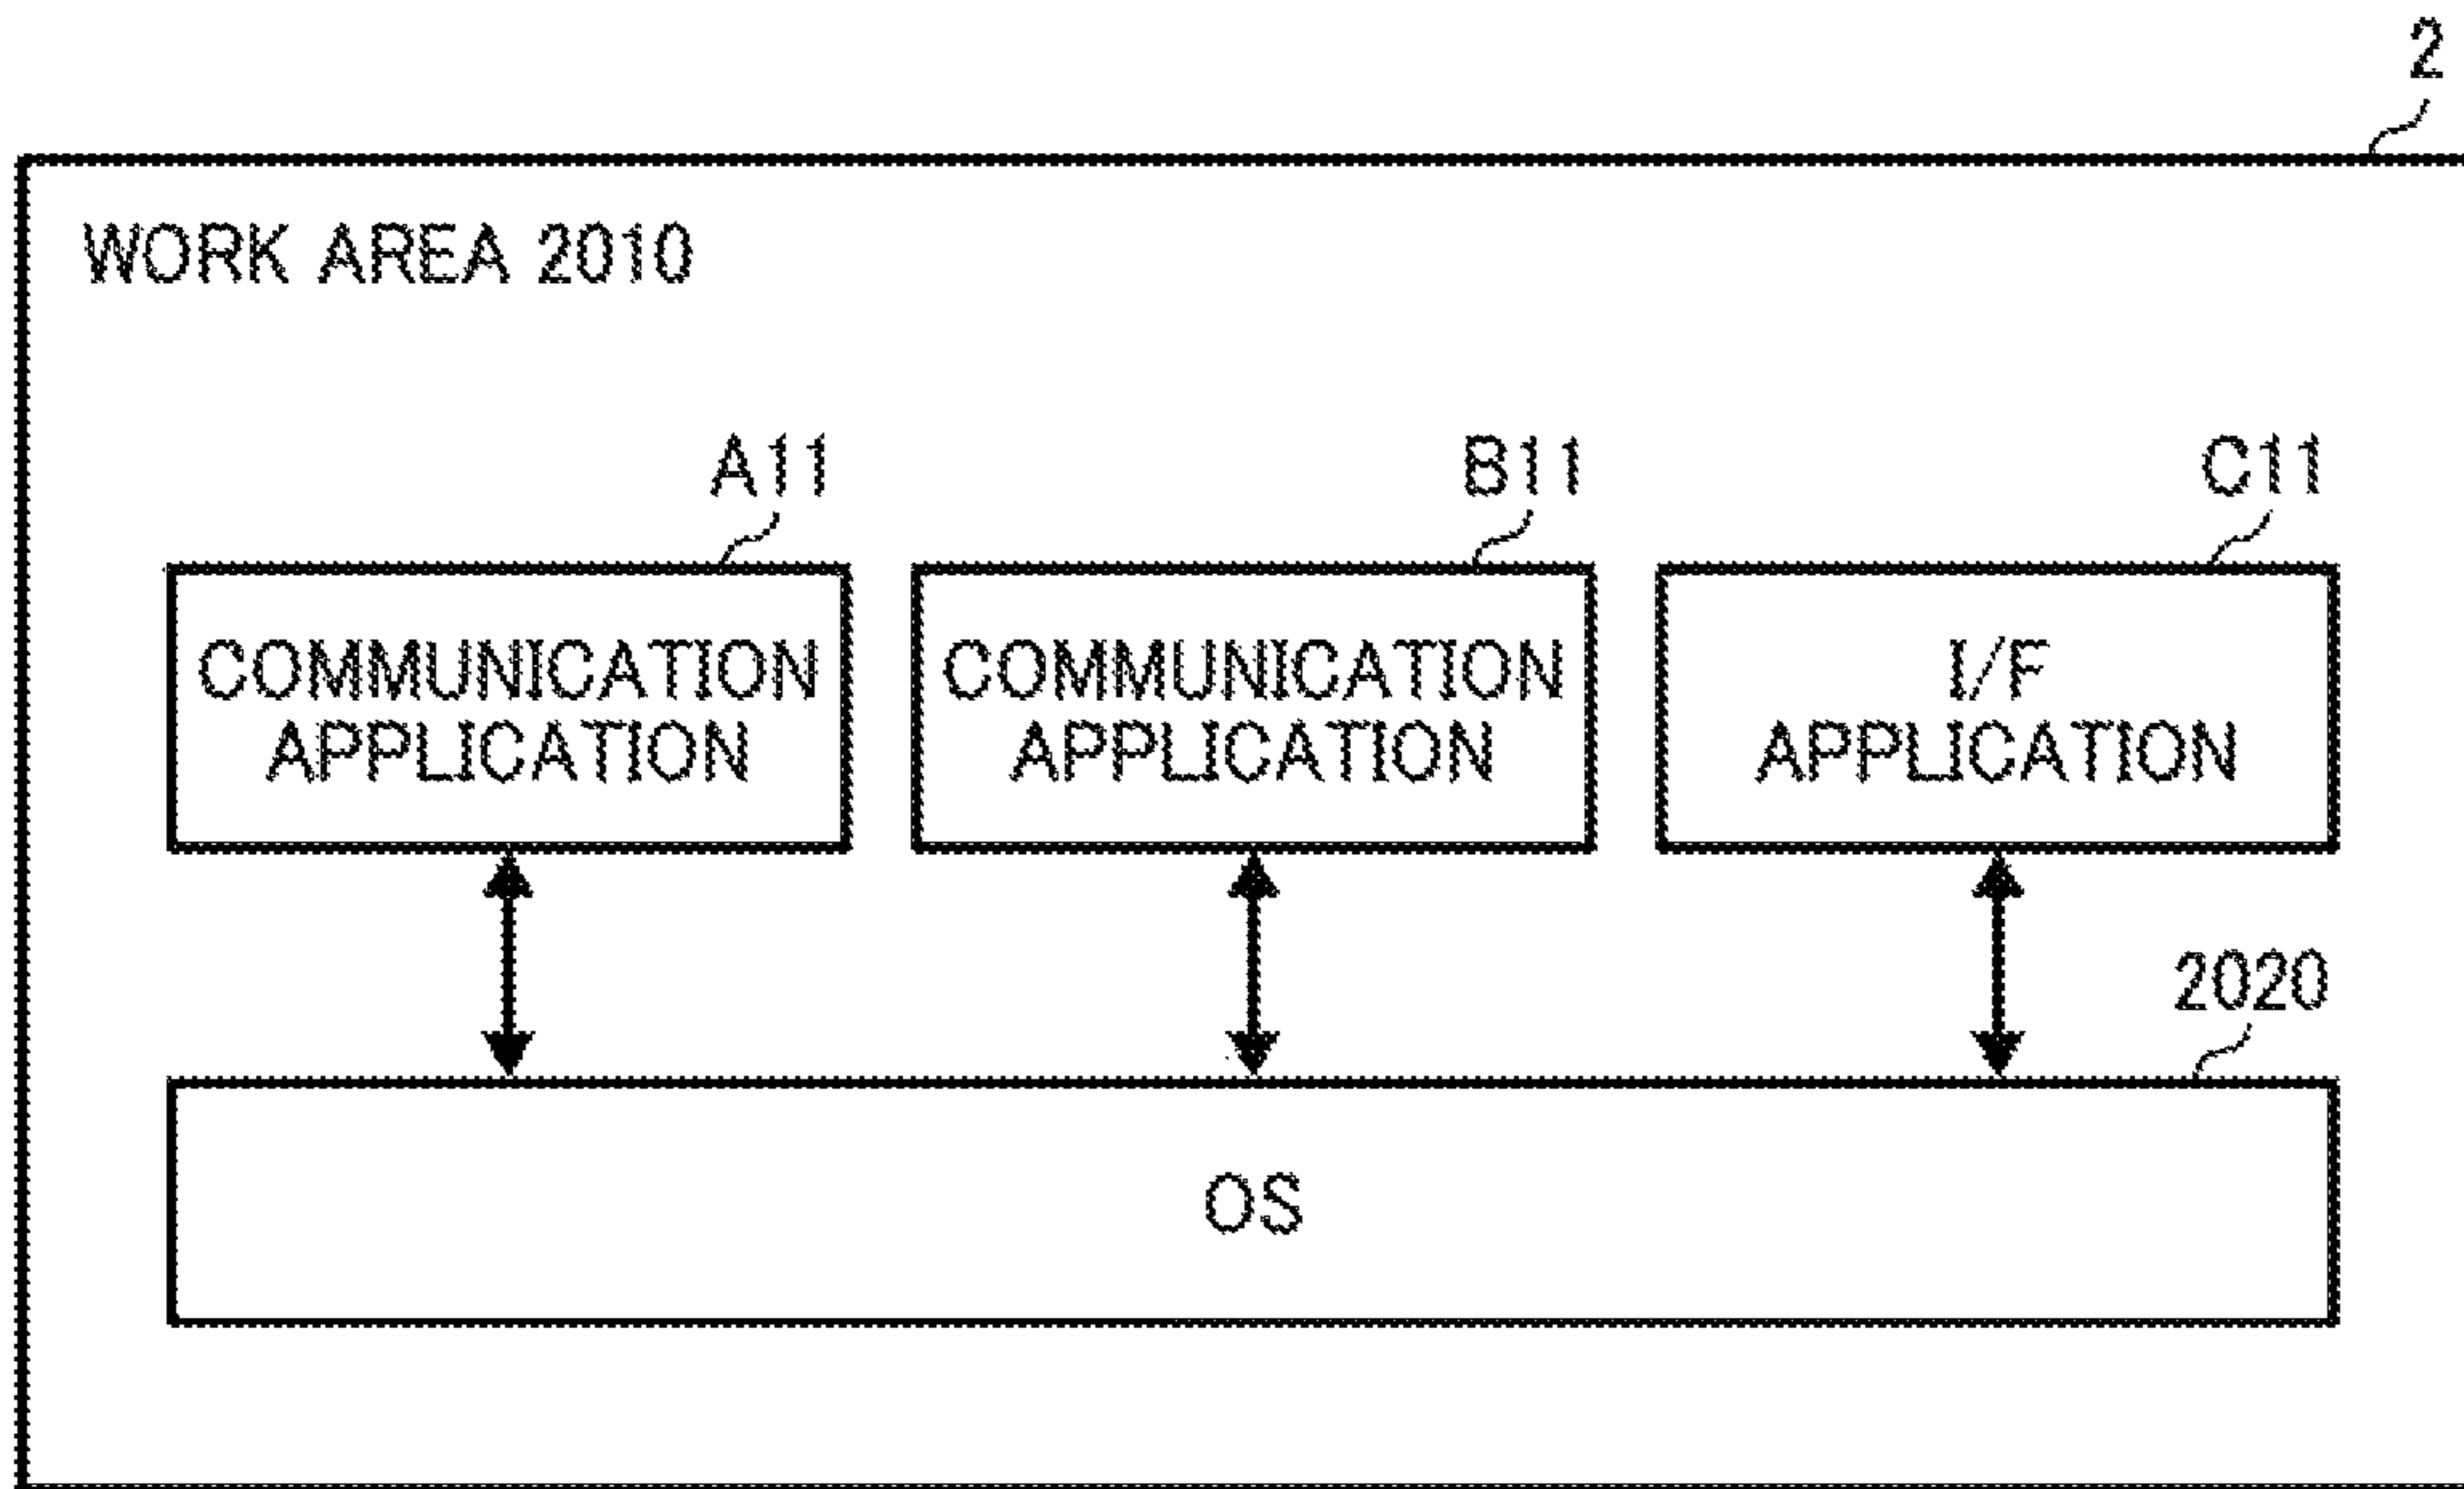 2
WORK AREA 2010
A11
B11
C11
COMMUNICATION
APPLICATION
COMMUNICATION
APPLICATION
I/F
APPLICATION
2020
OS